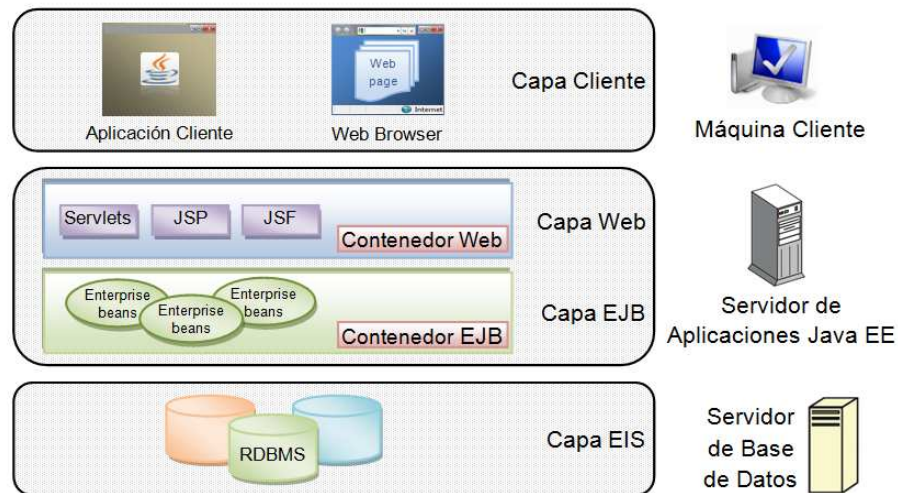 Web
page
Internet
Capa Cliente
Aplicación Cliente
Web Browser
Máquina Cliente
Servlets
JSP
JSF
Contenedor Web
Capa Web
Enterprise
beans
Enterprise
beans
Enterprise
beans
Contenedor EJB
Capa EJB
Servidor de
Aplicaciones Java EE
RDBMS
Capa EIS
Servidor
de Base
de Datos